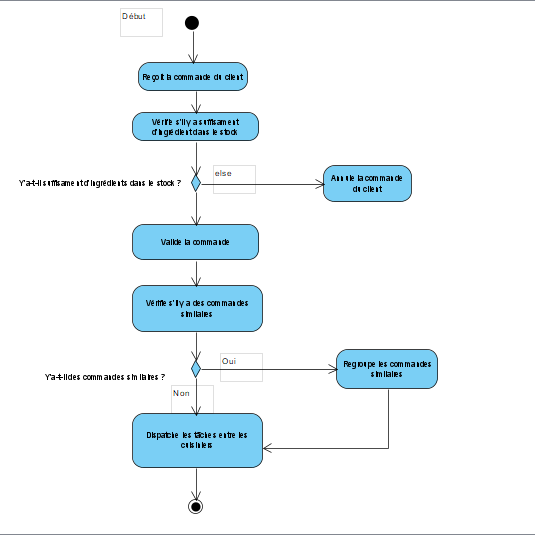 Début
Reçoit la commande du client
Vérifie s'il y a suffisament
d'ingrédient dans le stock
else
Y'a-t-il suffisament d'ingrédients dans le stock ?
Annule la commande
du client
Valide la commande
Vérifie s'il y a des commandes
similaires
Oui
Regroupe les commandes
similaires
Y'a-t-il des commandes similaires ?
Non
Dispatche les tâches entre les
cuisiniers